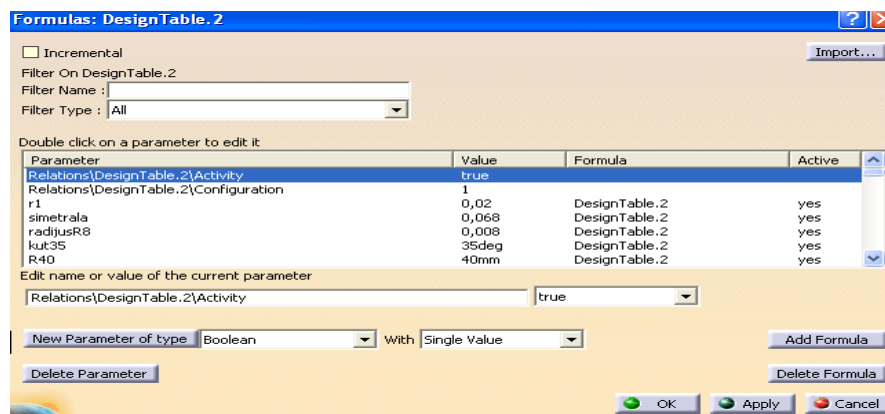 Formulas: DesignTable.2
Incremental
Import...
Filter On DesignTable.2
Filter Name :
Filter Type : All
Double click on a parameter to edit it
Parameter Value Formula Active
Relations\DesignTable.2\Activity true
Relations\DesignTable.2\Configuration 1
r1 0,02 DesignTable.2 yes
simetrala 0,068 DesignTable.2 yes
radijusR8 0,008 DesignTable.2 yes
kut35 35deg DesignTable.2 yes
R40 40mm DesignTable.2 yes
Edit name or value of the current parameter
Relations\DesignTable.2\Activity true
New Parameter of type Boolean With Single Value Add Formula
Delete Parameter Delete Formula
OK Apply Cancel